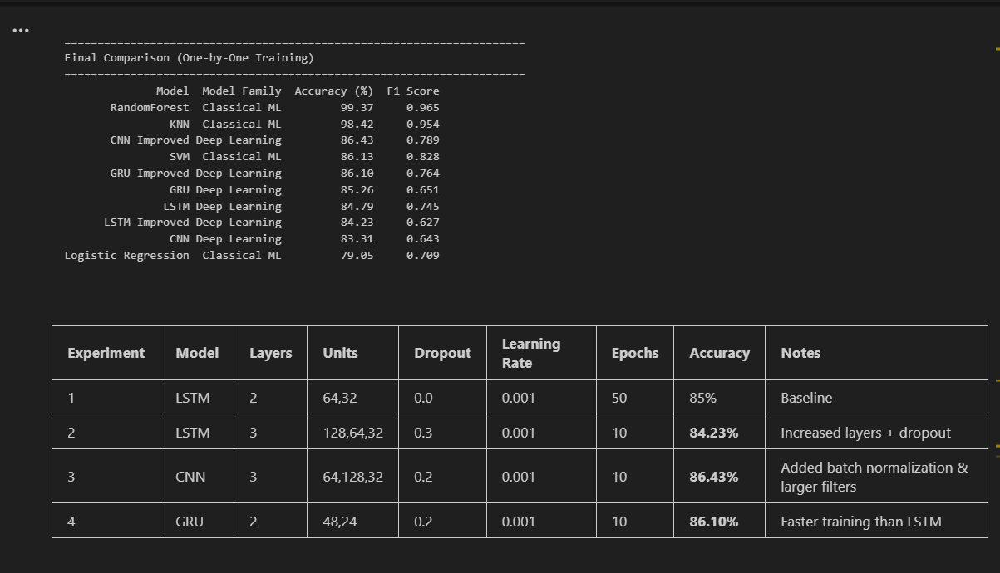 •••
======================================================================
Final Comparison (One-by-One Training)
======================================================================
Model Model Family Accuracy (%) F1 Score
RandomForest Classical ML 99.37 0.965
KNN Classical ML 98.42 0.954
CNN Improved Deep Learning 86.43 0.789
SVM Classical ML 86.13 0.828
GRU Improved Deep Learning 86.10 0.764
GRU Deep Learning 85.26 0.651
LSTM Deep Learning 84.79 0.745
LSTM Improved Deep Learning 84.23 0.627
CNN Deep Learning 83.31 0.643
Logistic Regression Classical ML 79.05 0.709
Experiment Model Layers Units Dropout Learning Rate Epochs Accuracy Notes
1 LSTM 2 64,32 0.0 0.001 50 85% Baseline
2 LSTM 3 128,64,32 0.3 0.001 10 84.23% Increased layers + dropout
3 CNN 3 64,128,32 0.2 0.001 10 86.43% Added batch normalization & larger filters
4 GRU 2 48,24 0.2 0.001 10 86.10% Faster training than LSTM